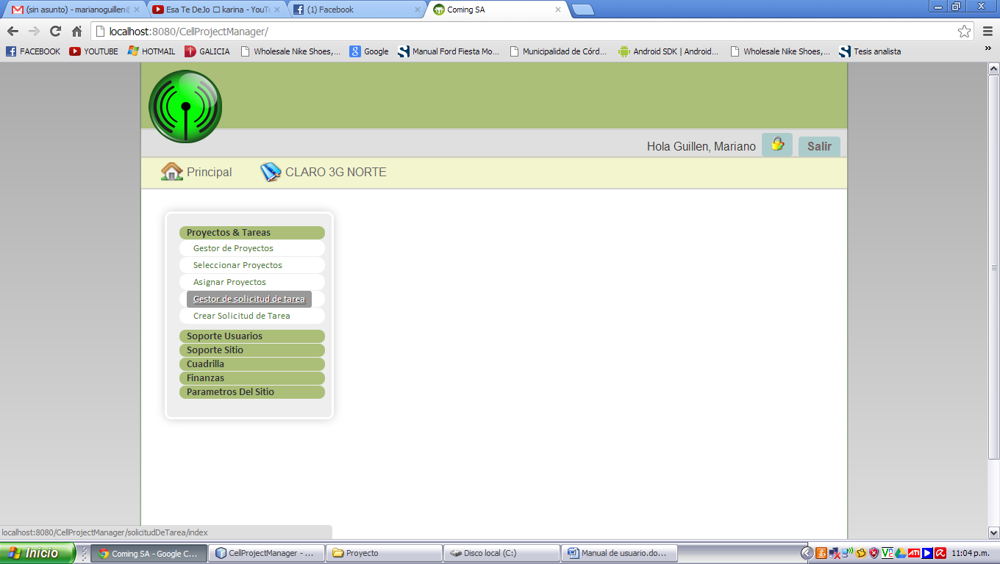 (sin asunto) - marianoguillen@
Esa Te DeJo □ karina - YouTu
(1) Facebook
Coming SA
localhost:8080/CellProjectManager/
FACEBOOK
YOUTUBE
HOTMAIL
GALICIA
Wholesale Nike Shoes,...
Google
Manual Ford Fiesta Mo...
Municipalidad de Córd...
Android SDK | Android...
Wholesale Nike Shoes,...
Tesis analista
»
Hola Guillen, Mariano
Salir
Principal
CLARO 3G NORTE
Proyectos & Tareas
Gestor de Proyectos
Seleccionar Proyectos
Asignar Proyectos
Gestor de solicitud de tarea
Crear Solicitud de Tarea
Soporte Usuarios
Soporte Sitio
Cuadrilla
Finanzas
Parametros Del Sitio
localhost:8080/CellProjectManager/solicitudDeTarea/index
Inicio
Coming SA - Google C...
CellProjectManager - ...
Proyecto
Disco local (C:)
Manual de usuario.do...
ATI
11:04 p.m.